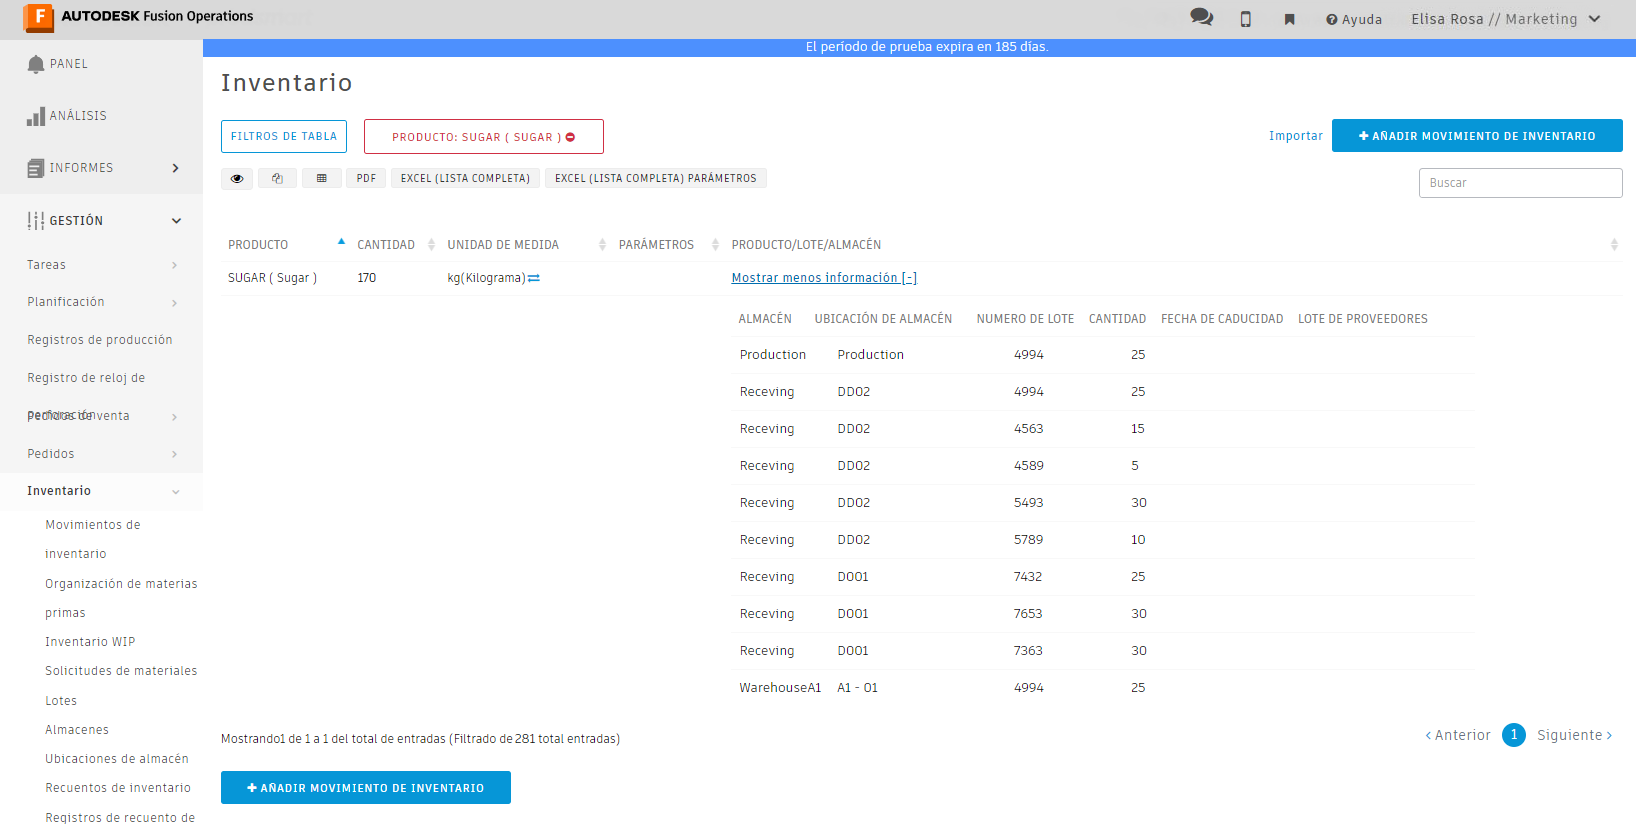 AUTODESK Fusion Operations
Ayuda
Elisa Rosa // Marketing
El período de prueba expira en 185 días.
PANEL
ANÁLISIS
INFORMES
GESTIÓN
Tareas
Planificación
Registros de producción
Registro de reloj de
perforación
Pedidos de venta
Pedidos
Inventario
Movimientos de
inventario
Organización de materias
primas
Inventario WIP
Solicitudes de materiales
Lotes
Almacenes
Ubicaciones de almacén
Recuentos de inventario
Registros de recuento de
Inventario
FILTROS DE TABLA
PRODUCTO: SUGAR ( SUGAR )
Importar
+ AÑADIR MOVIMIENTO DE INVENTARIO
PDF
EXCEL (LISTA COMPLETA)
EXCEL (LISTA COMPLETA) PARÁMETROS
Buscar
PRODUCTO CANTIDAD UNIDAD DE MEDIDA PARÁMETROS PRODUCTO/LOTE/ALMACÉN
SUGAR ( Sugar ) 170 kg(Kilograma) Mostrar menos información [-]
ALMACÉN UBICACIÓN DE ALMACÉN NUMERO DE LOTE CANTIDAD FECHA DE CADUCIDAD LOTE DE PROVEEDORES
Production Production 4994 25
Receving DD02 4994 25
Receving DD02 4563 15
Receving DD02 4589 5
Receving DD02 5493 30
Receving DD02 5789 10
Receving D001 7432 25
Receving D001 7653 30
Receving D001 7363 30
WarehouseA1 A1 - 01 4994 25
Mostrando1 de 1 a 1 del total de entradas (Filtrado de 281 total entradas)
< Anterior 1 Siguiente >
+ AÑADIR MOVIMIENTO DE INVENTARIO